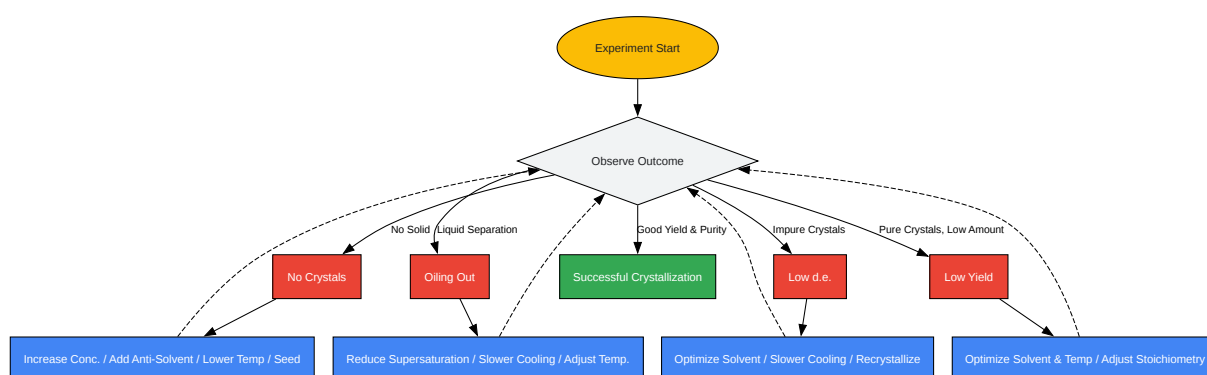 Experiment Start
Observe Outcome
No Solid
Liquid Separation
Good Yield & Purity
Impure Crystals
Pure Crystals, Low Amount
No Crystals
Oiling Out
Successful Crystallization
Low d.e.
Low Yield
Increase Conc. / Add Anti-Solvent / Lower Temp / Seed
Reduce Supersaturation / Slower Cooling / Adjust Temp.
Optimize Solvent / Slower Cooling / Recrystallize
Optimize Solvent & Temp / Adjust Stoichiometry